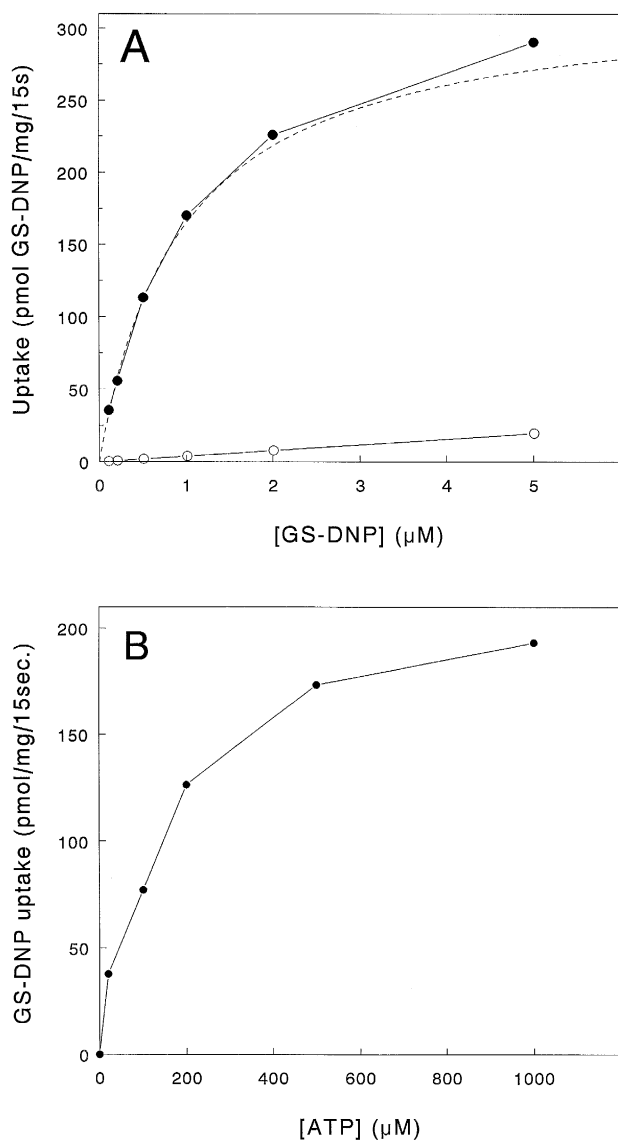 A
Uptake (pmol GS-DNP/mg/15s)
300
250
200
150
100
50
0
0 1 2 3 4 5
[GS-DNP] (μM)
B
GS-DNP uptake (pmol/mg/15sec.)
200
150
100
50
0
0 200 400 600 800 1000
[ATP] (μM)